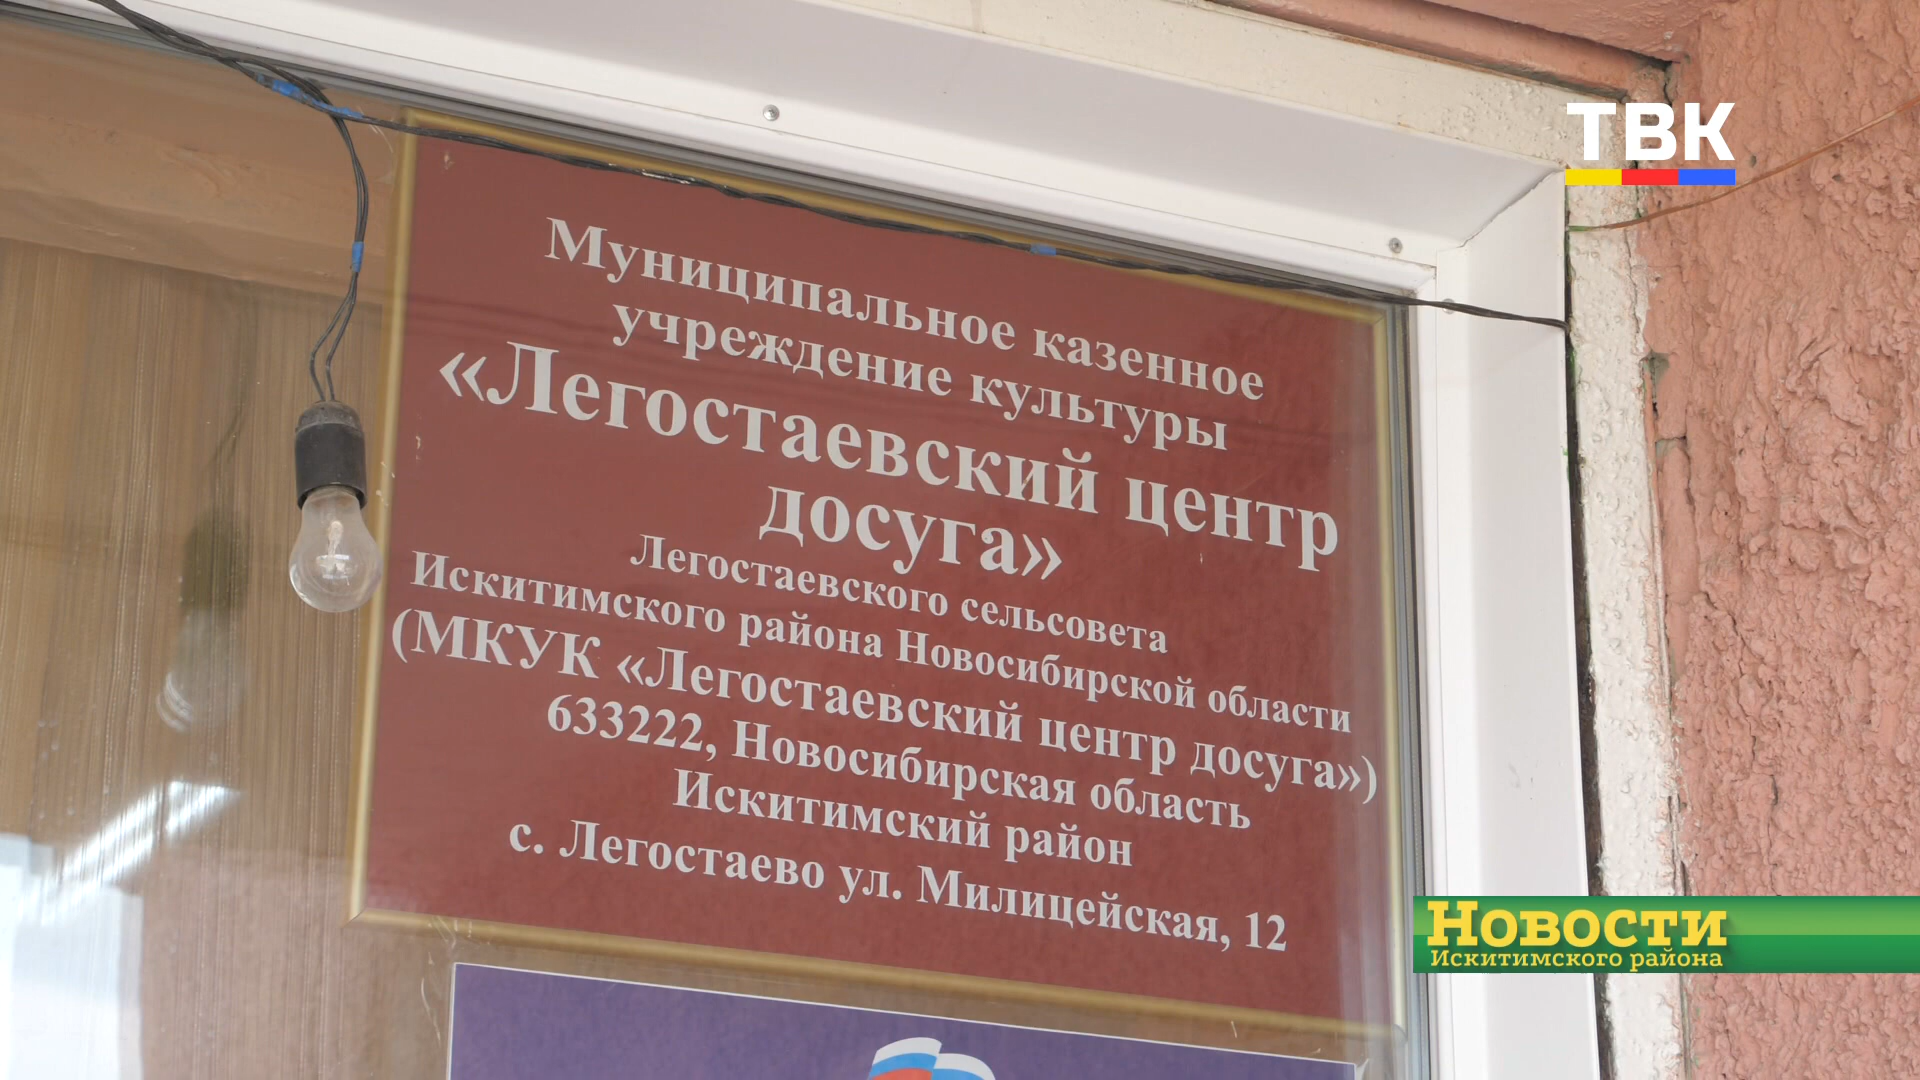 ТВК
Муниципальное казенное
учреждение культуры
«Легостаевский центр
досуга»
Легостаевского сельсовета
Искитимского района Новосибирской области
(МКУК «Легостаевский центр досуга»)
633222, Новосибирская область
Искитимский район
с. Легостаево ул. Милицейская, 12
Новости
Искитимского района